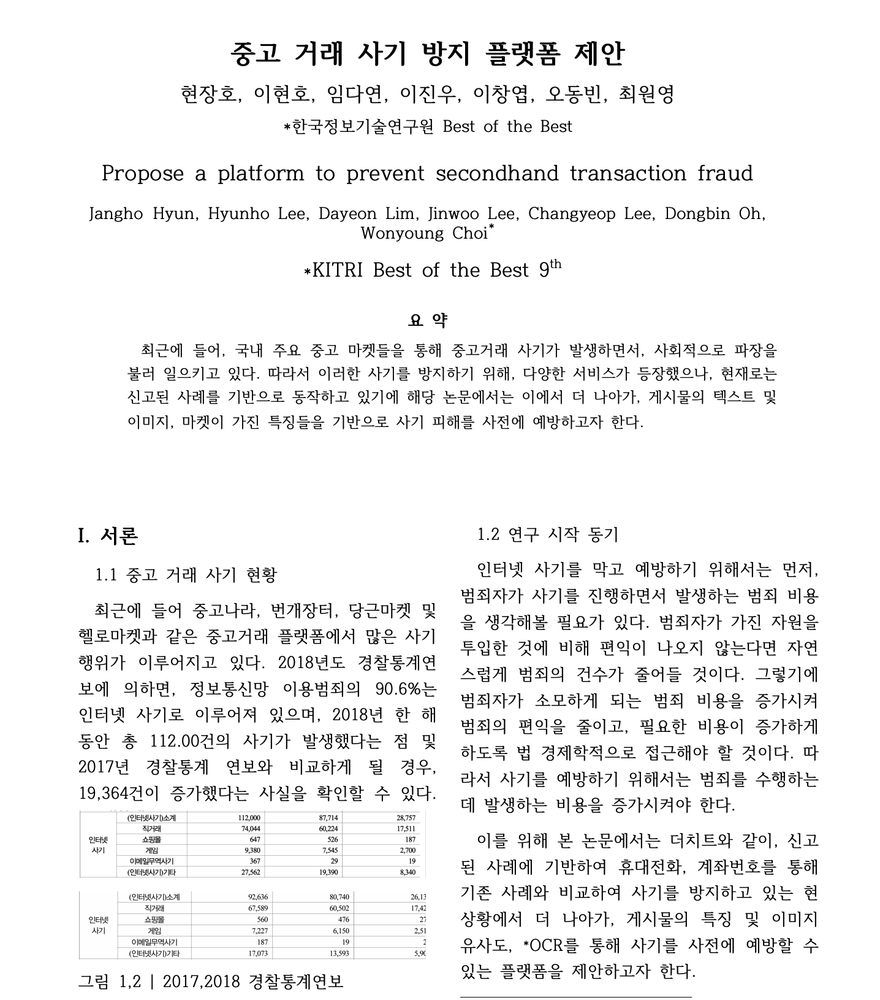 중고 거래 사기 방지 플랫폼 제안
현장호, 이현호, 임다연, 이진우, 이창엽, 오동빈, 최원영
*한국정보기술연구원 Best of the Best
Propose a platform to prevent secondhand transaction fraud
Jangho Hyun, Hyunho Lee, Dayeon Lim, Jinwoo Lee, Changyeop Lee, Dongbin Oh,
Wonyoung Choi*
*KITRI Best of the Best 9th
요 약
최근에 들어, 국내 주요 중고 마켓들을 통해 중고거래 사기가 발생하면서, 사회적으로 파장을
불러 일으키고 있다. 따라서 이러한 사기를 방지하기 위해, 다양한 서비스가 등장했으나, 현재로는
신고된 사례를 기반으로 동작하고 있기에 해당 논문에서는 이에서 더 나아가, 게시물의 텍스트 및
이미지, 마켓이 가진 특징들을 기반으로 사기 피해를 사전에 예방하고자 한다.
I. 서론
1.1 중고 거래 사기 현황
최근에 들어 중고나라, 번개장터, 당근마켓 및
헬로마켓과 같은 중고거래 플랫폼에서 많은 사기
행위가 이루어지고 있다. 2018년도 경찰통계연
보에 의하면, 정보통신망 이용범죄의 90.6%는
인터넷 사기로 이루어져 있으며, 2018년 한 해
동안 총 112.00건의 사기가 발생했다는 점 및
2017년 경찰통계 연보와 비교하게 될 경우,
19,364건이 증가했다는 사실을 확인할 수 있다.
(인터넷사기)소계 112,000 87,714 28,757
직거래 74,044 60,224 17,511
인터넷 쇼핑몰 647 526 187
사기 게임 9,380 7,545 2,700
이메일무역사기 367 29 19
(인터넷사기)기타 27,562 19,390 8,340
(인터넷사기)소계 92,636 80,740 26,13
직거래 67,589 60,502 17,42
인터넷 쇼핑몰 560 476 27
사기 게임 7,227 6,150 2,51
이메일무역사기 187 19 2
(인터넷사기)기타 17,073 13,593 5,90
그림 1,2 | 2017,2018 경찰통계연보
1.2 연구 시작 동기
인터넷 사기를 막고 예방하기 위해서는 먼저,
범죄자가 사기를 진행하면서 발생하는 범죄 비용
을 생각해볼 필요가 있다. 범죄자가 가진 자원을
투입한 것에 비해 편익이 나오지 않는다면 자연
스럽게 범죄의 건수가 줄어들 것이다. 그렇기에
범죄자가 소모하게 되는 범죄 비용을 증가시켜
범죄의 편익을 줄이고, 필요한 비용이 증가하게
하도록 법 경제학적으로 접근해야 할 것이다. 따
라서 사기를 예방하기 위해서는 범죄를 수행하는
데 발생하는 비용을 증가시켜야 한다.
이를 위해 본 논문에서는 더치트와 같이, 신고
된 사례에 기반하여 휴대전화, 계좌번호를 통해
기존 사례와 비교하여 사기를 방지하고 있는 현
상황에서 더 나아가, 게시물의 특징 및 이미지
유사도, *OCR를 통해 사기를 사전에 예방할 수
있는 플랫폼을 제안하고자 한다.